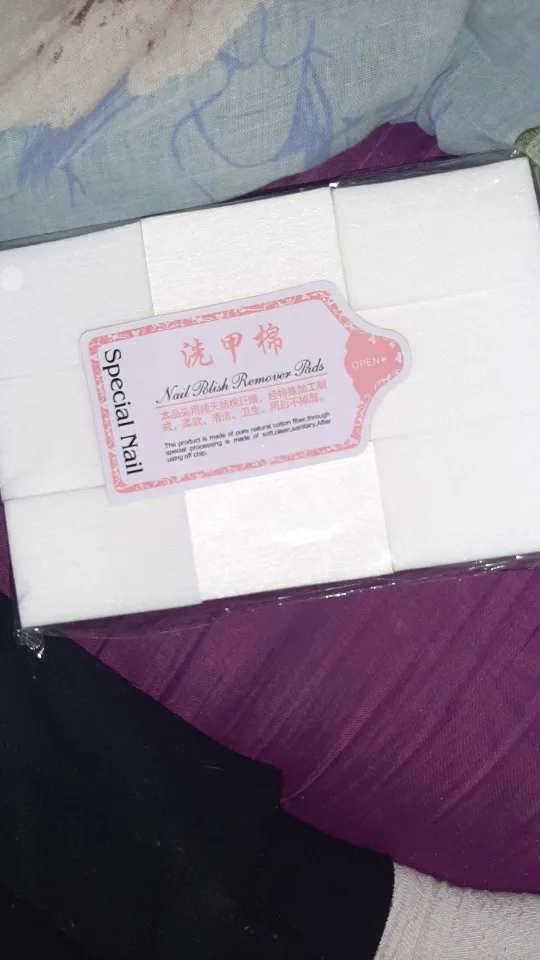 洗甲棉
Nail Polish Remover Pads
本品采用纯天然棉纤维，经特殊加工制
成，柔软、清洁、卫生，用后不掉屑。
The product is made of pure natural cotton fiber,through
special processing is made of soft,clean,sanitary,After
using off chip.
Special Nail
OPEN